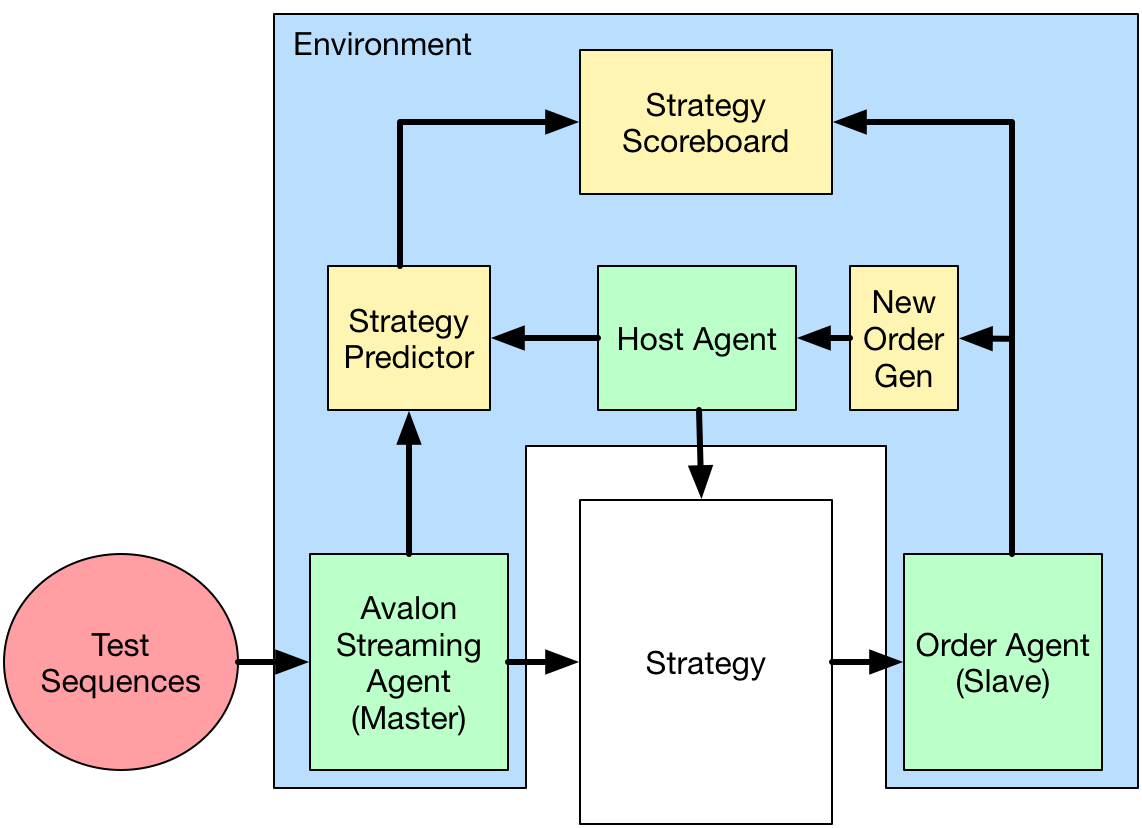 Environment
Strategy
Scoreboard
Strategy
Predictor
Host Agent
New
Order
Gen
Test
Sequences
Avalon
Streaming
Agent
(Master)
Strategy
Order Agent
(Slave)